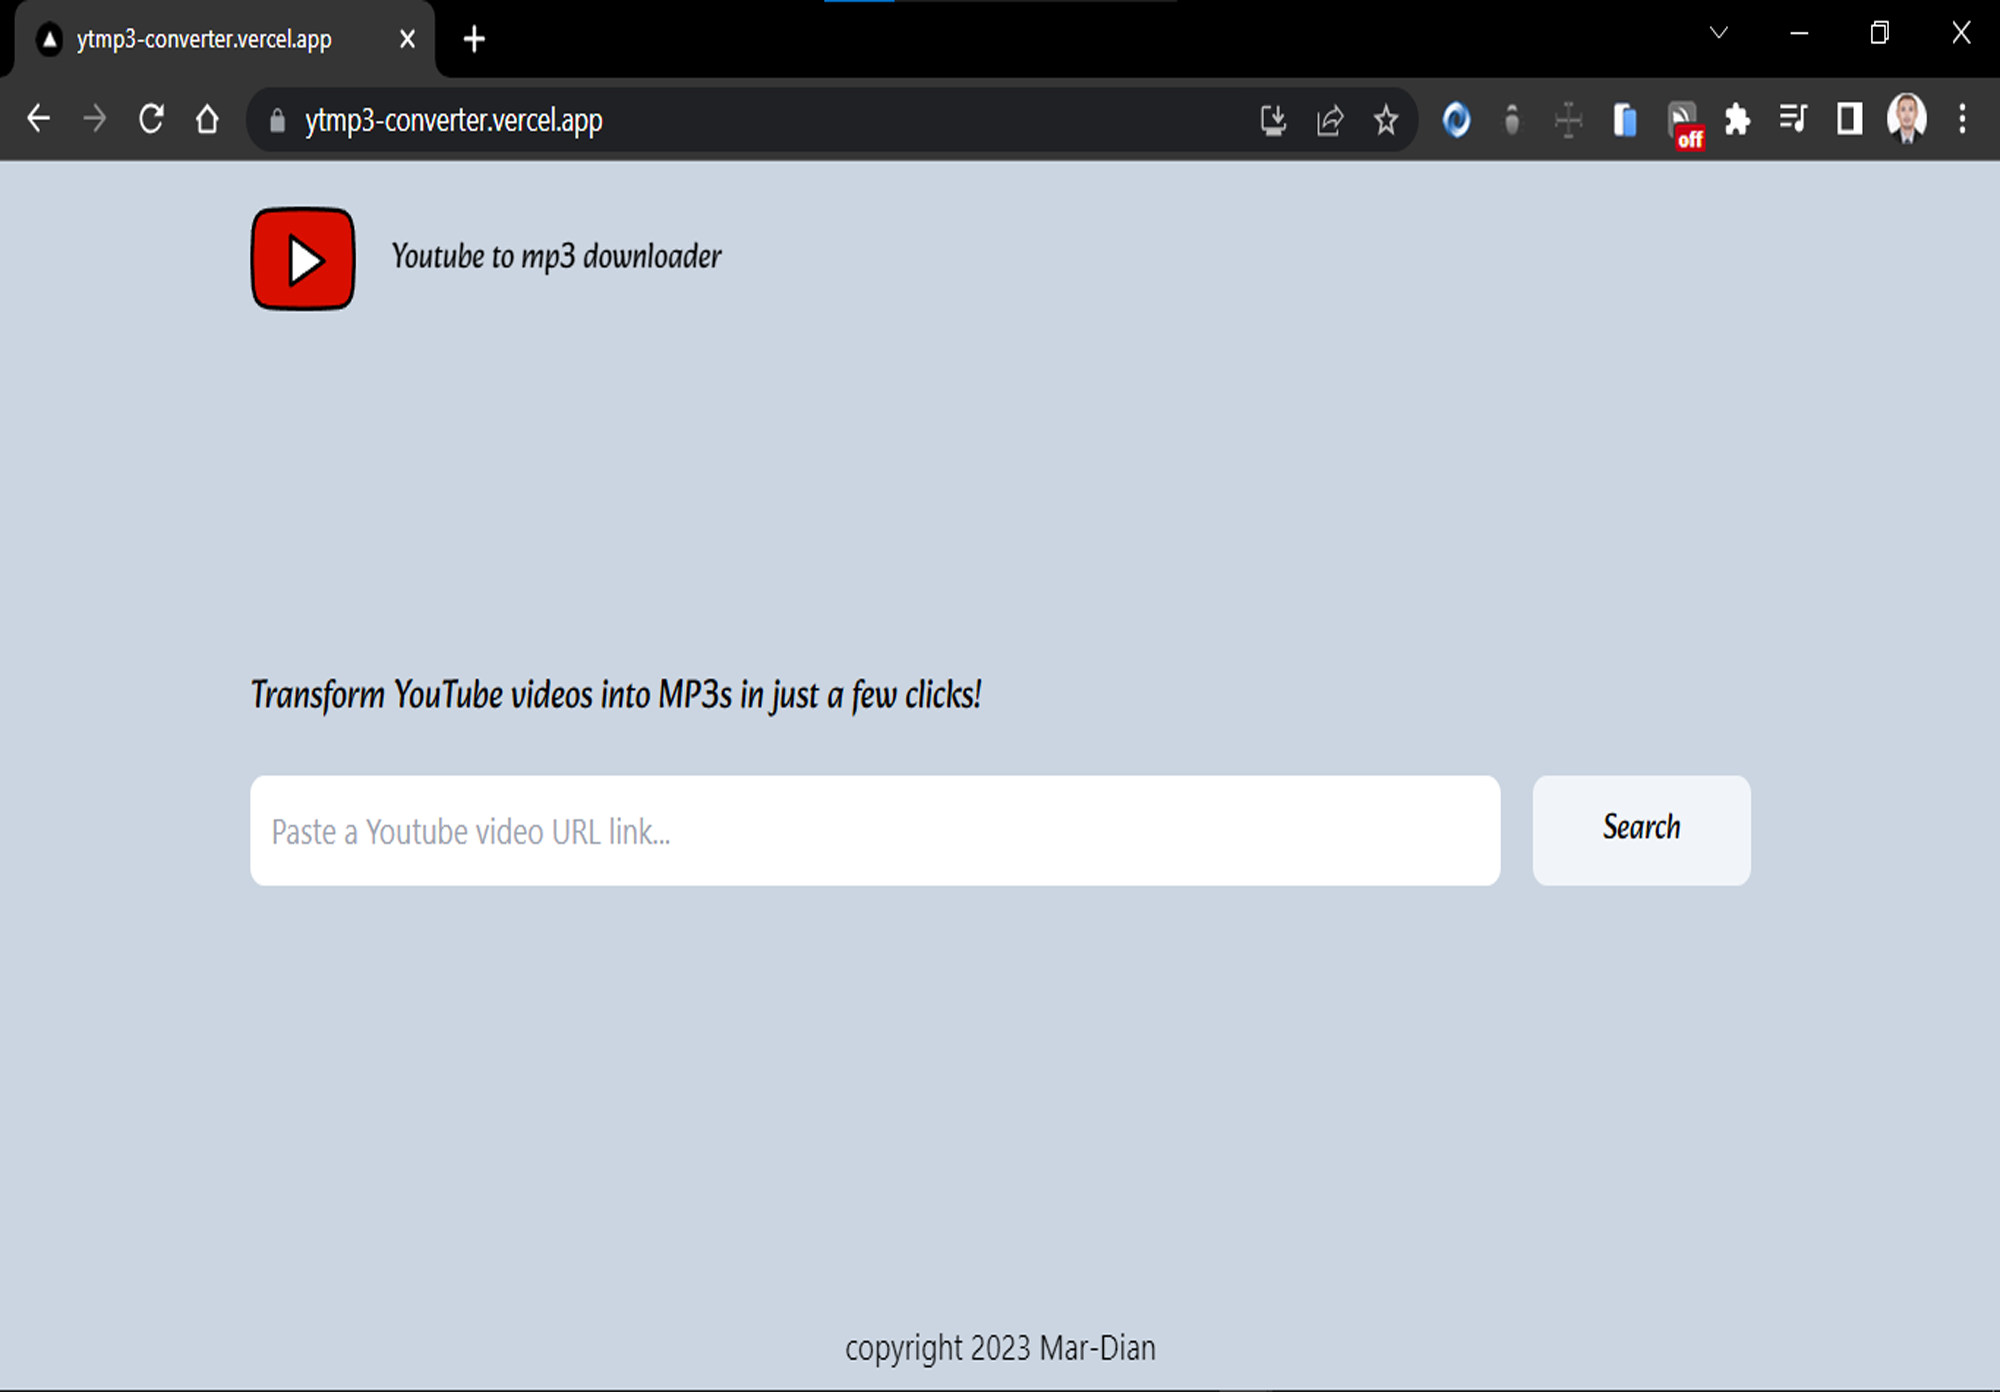 ytmp3-converter.vercel.app
ytmp3-converter.vercel.app
off
Youtube to mp3 downloader
Transform YouTube videos into MP3s in just a few clicks!
Paste a Youtube video URL link...
Search
copyright 2023 Mar-Dian